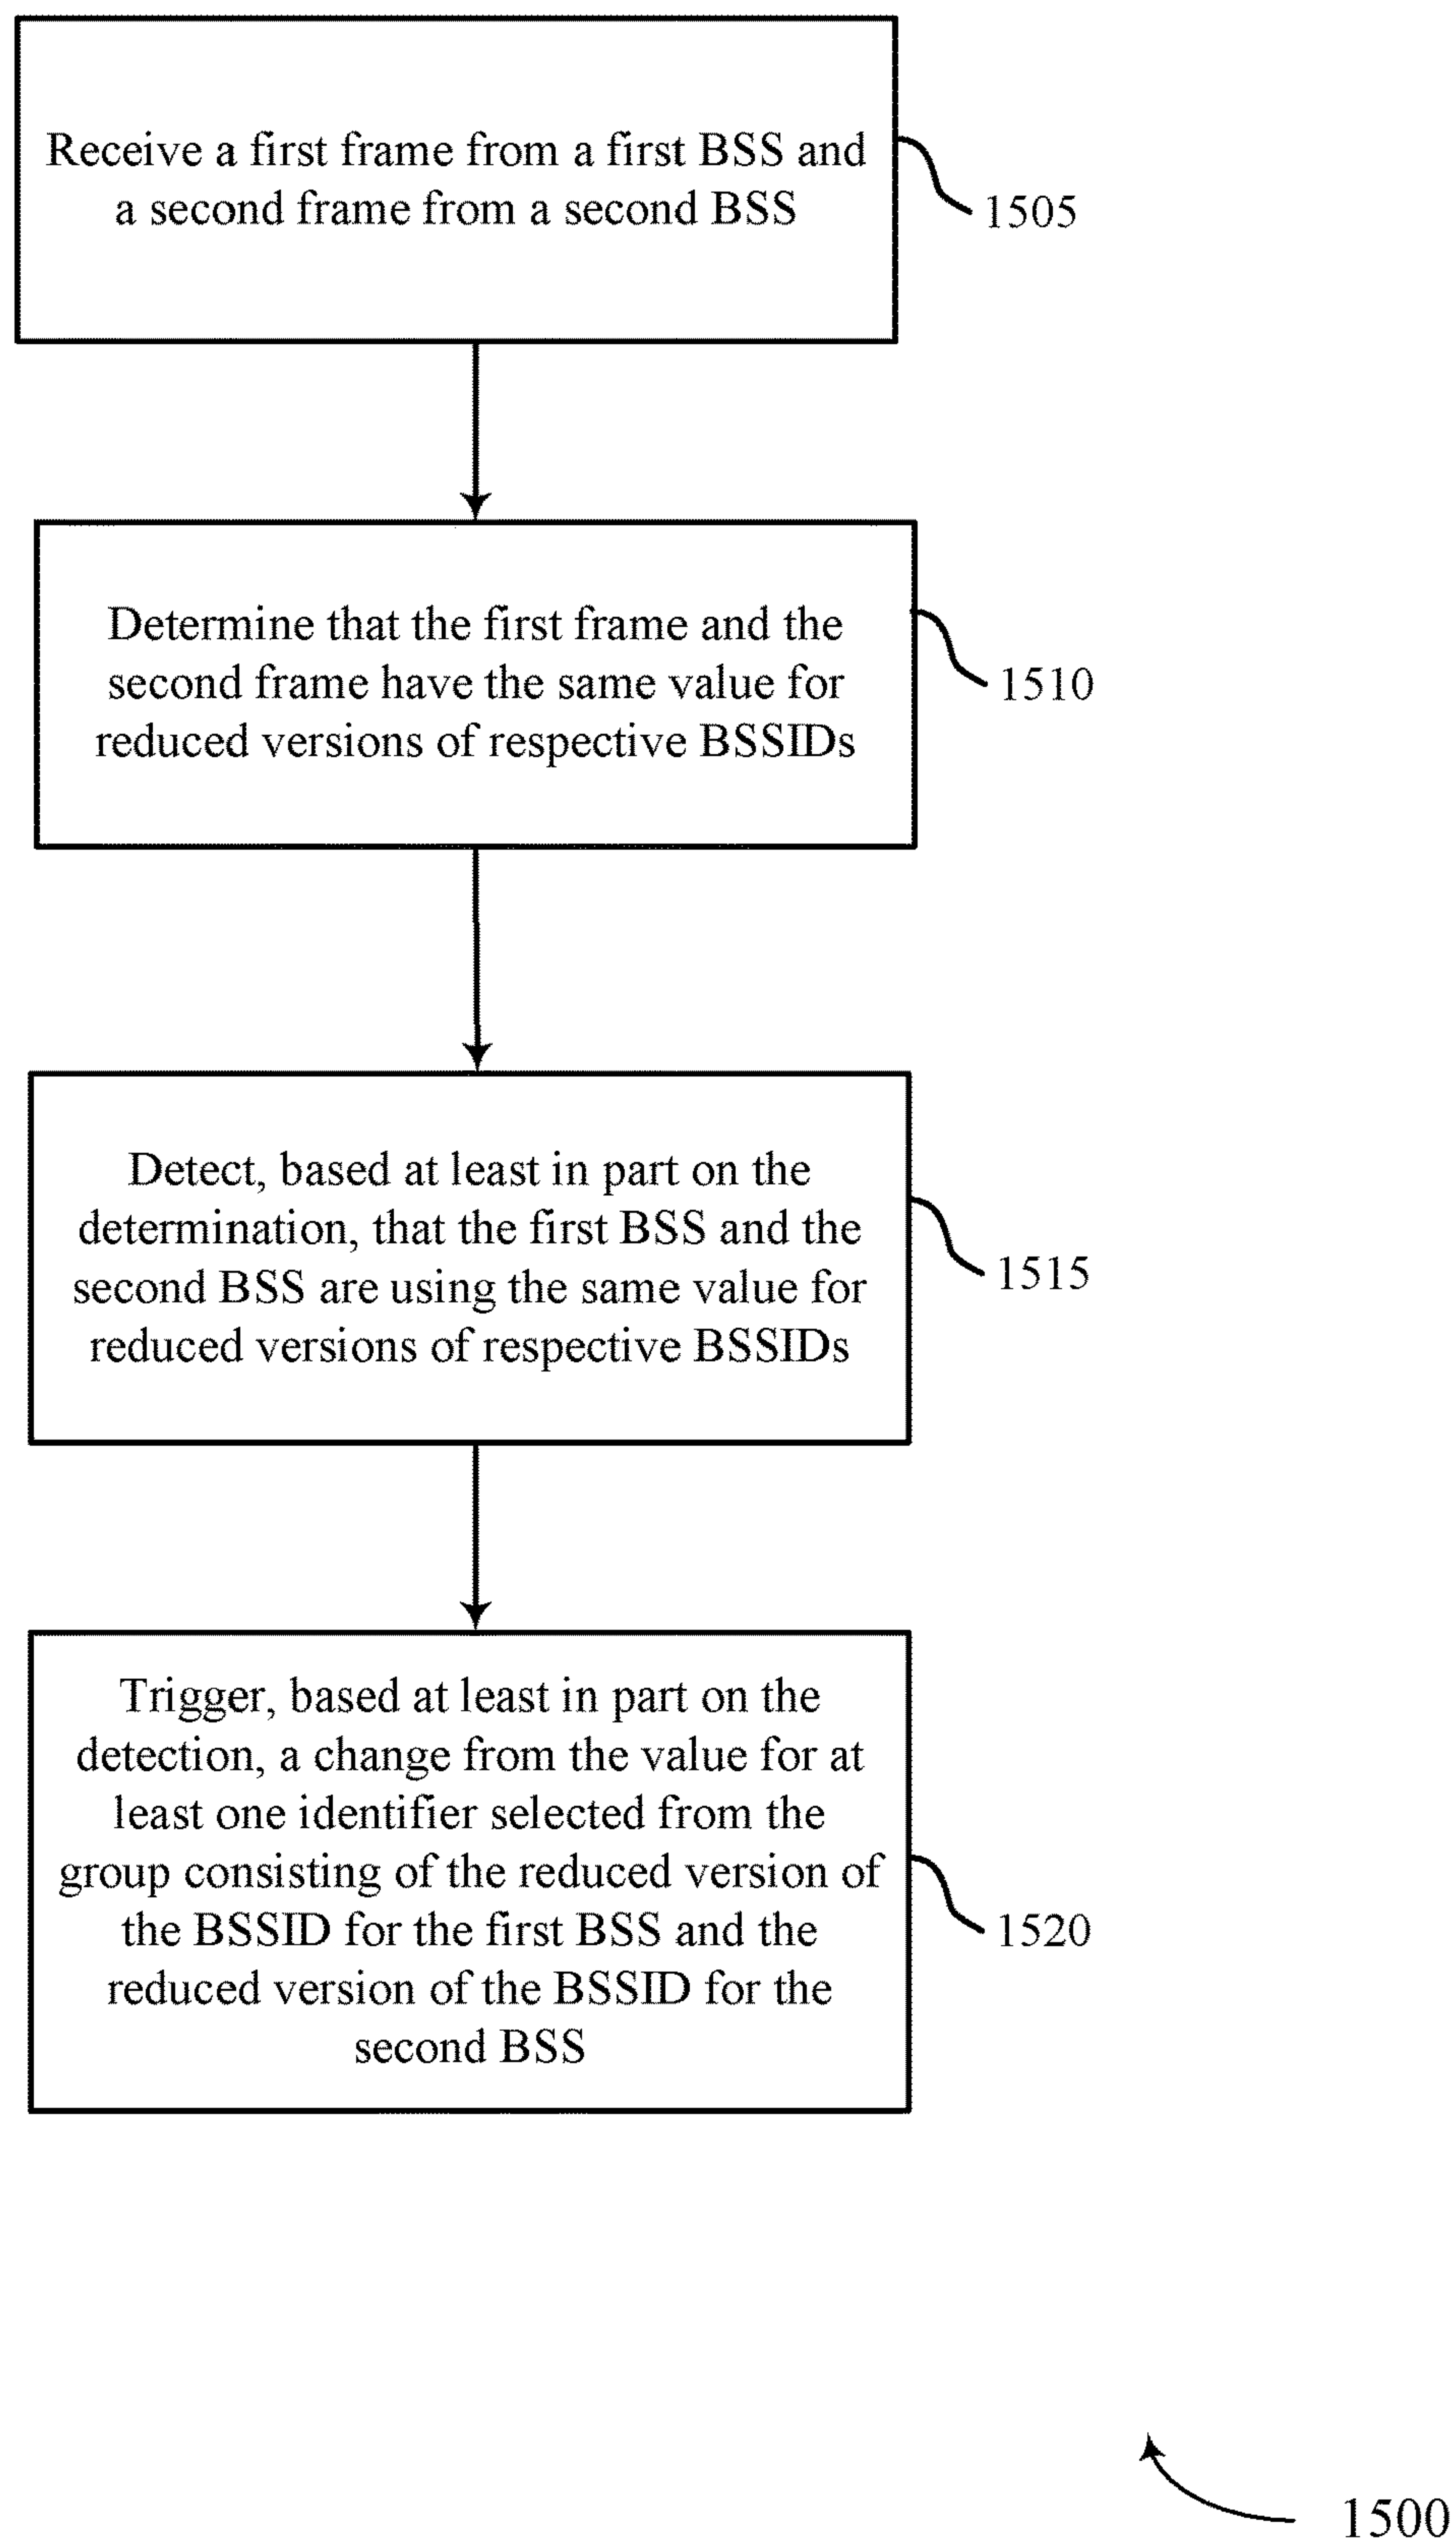 Receive a first frame from a first BSS and
a second frame from a second BSS
1505
Determine that the first frame and the
second frame have the same value for
reduced versions of respective BSSIDs
1510
Detect, based at least in part on the
determination, that the first BSS and the
second BSS are using the same value for
reduced versions of respective BSSIDs
1515
Trigger, based at least in part on the
detection, a change from the value for at
least one identifier selected from the
group consisting of the reduced version of
the BSSID for the first BSS and the
reduced version of the BSSID for the
second BSS
1520
1500